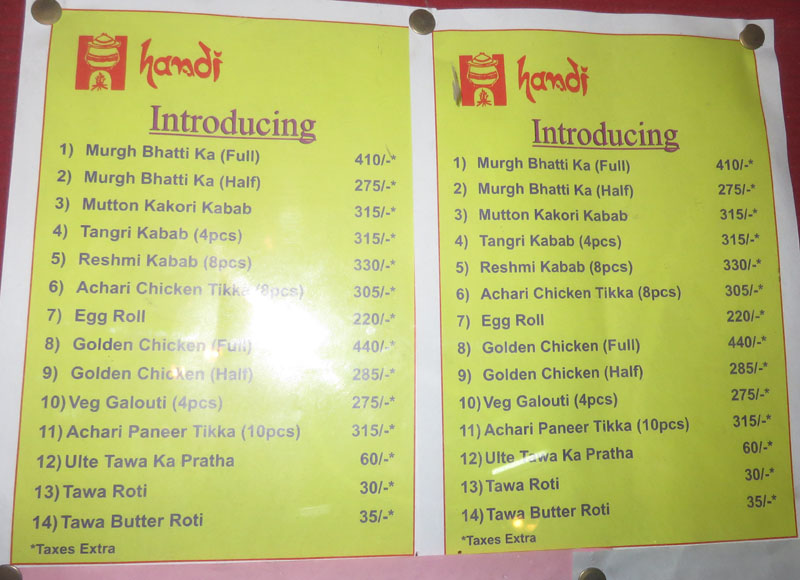 Handi
Introducing
1) Murgh Bhatti Ka (Full) 410/-*
2) Murgh Bhatti Ka (Half) 275/-*
3) Mutton Kakori Kabab 315/-*
4) Tangri Kabab (4pcs) 315/-*
5) Reshmi Kabab (8pcs) 330/-*
6) Achari Chicken Tikka (8pcs) 305/-*
7) Egg Roll 220/-*
8) Golden Chicken (Full) 440/-*
9) Golden Chicken (Half) 285/-*
10) Veg Galouti (4pcs) 275/-*
11) Achari Paneer Tikka (10pcs) 315/-*
12) Ulte Tawa Ka Pratha 60/-*
13) Tawa Roti 30/-*
14) Tawa Butter Roti 35/-*
*Taxes Extra
Handi
Introducing
1) Murgh Bhatti Ka (Full) 410/-*
2) Murgh Bhatti Ka (Half) 275/-*
3) Mutton Kakori Kabab 315/-*
4) Tangri Kabab (4pcs) 315/-*
5) Reshmi Kabab (8pcs) 330/-*
6) Achari Chicken Tikka (8pcs) 305/-*
7) Egg Roll 220/-*
8) Golden Chicken (Full) 440/-*
9) Golden Chicken (Half) 285/-*
10) Veg Galouti (4pcs) 275/-*
11) Achari Paneer Tikka (10pcs) 315/-*
12) Ulte Tawa Ka Pratha 60/-*
13) Tawa Roti 30/-*
14) Tawa Butter Roti 35/-*
*Taxes Extra